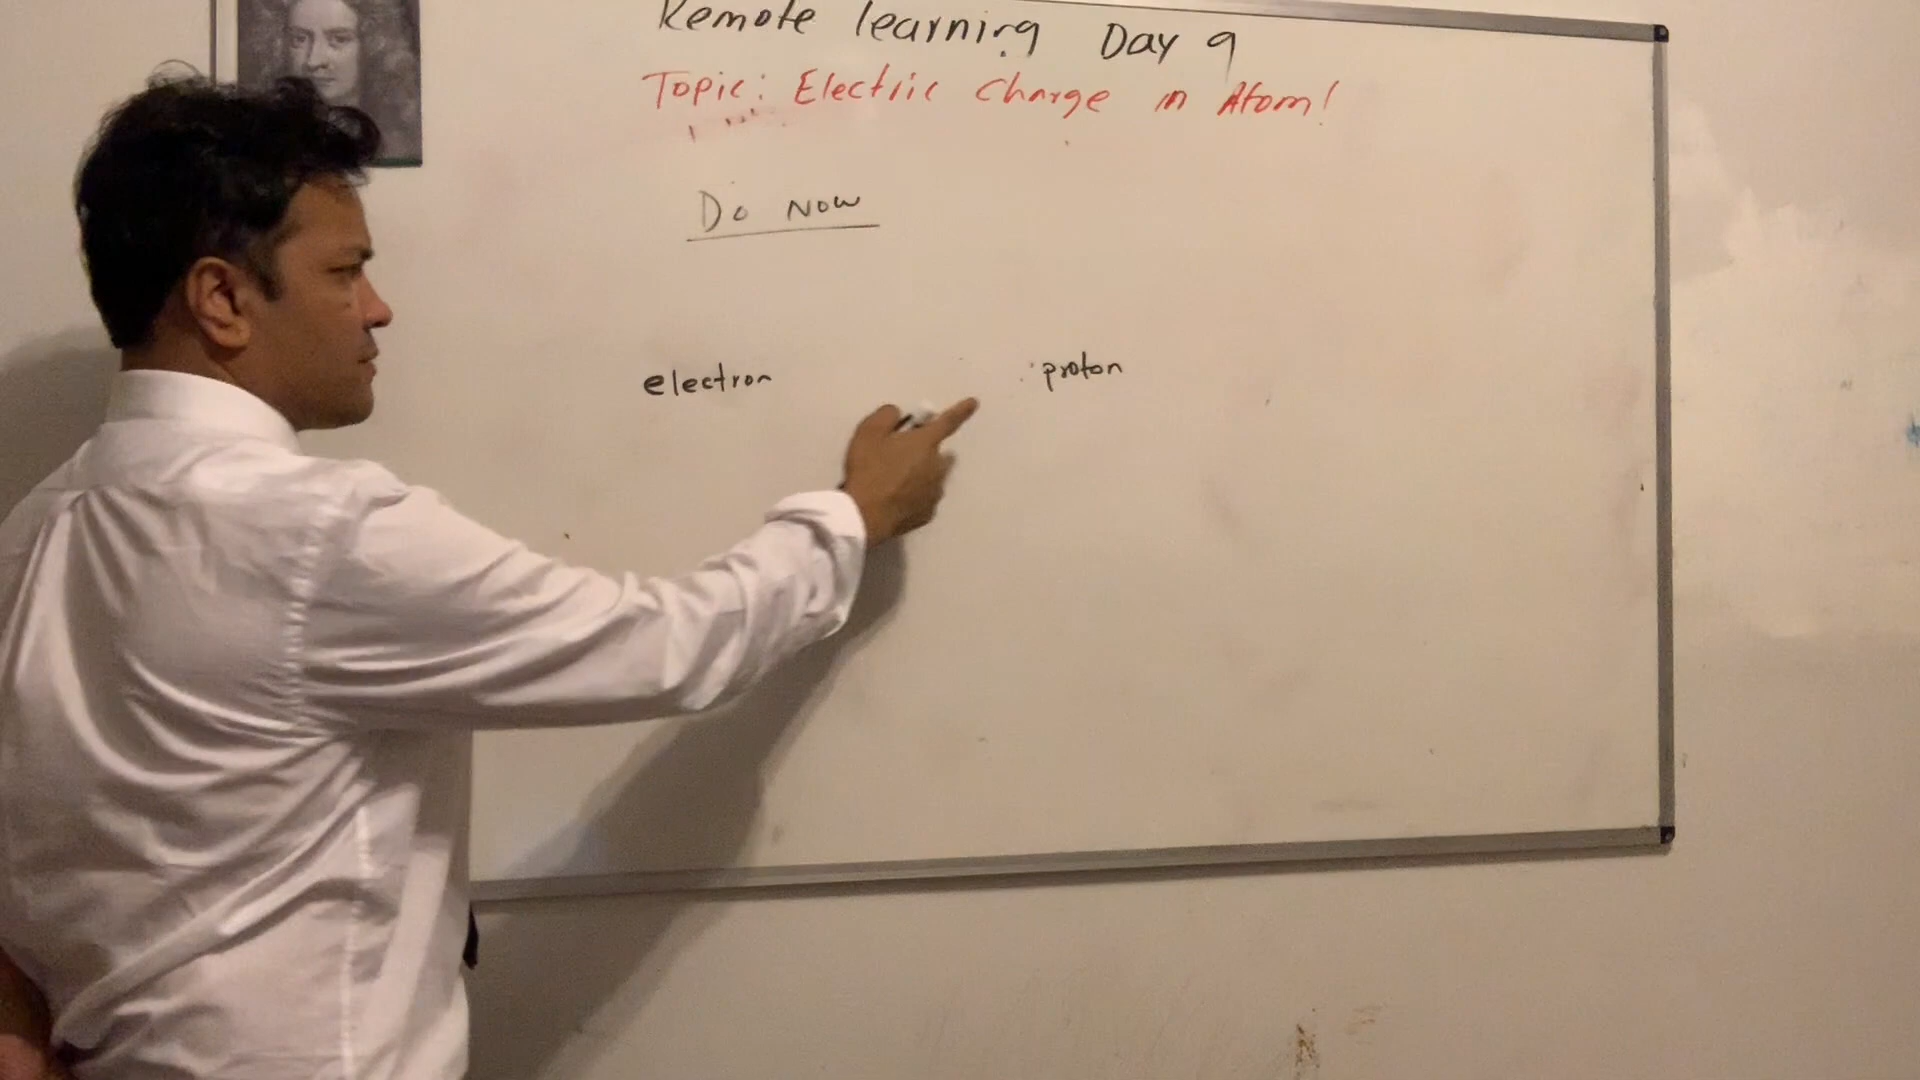 Remote learning Day 9
Topic: Electric Charge in Atom!
Do Now
electron proton